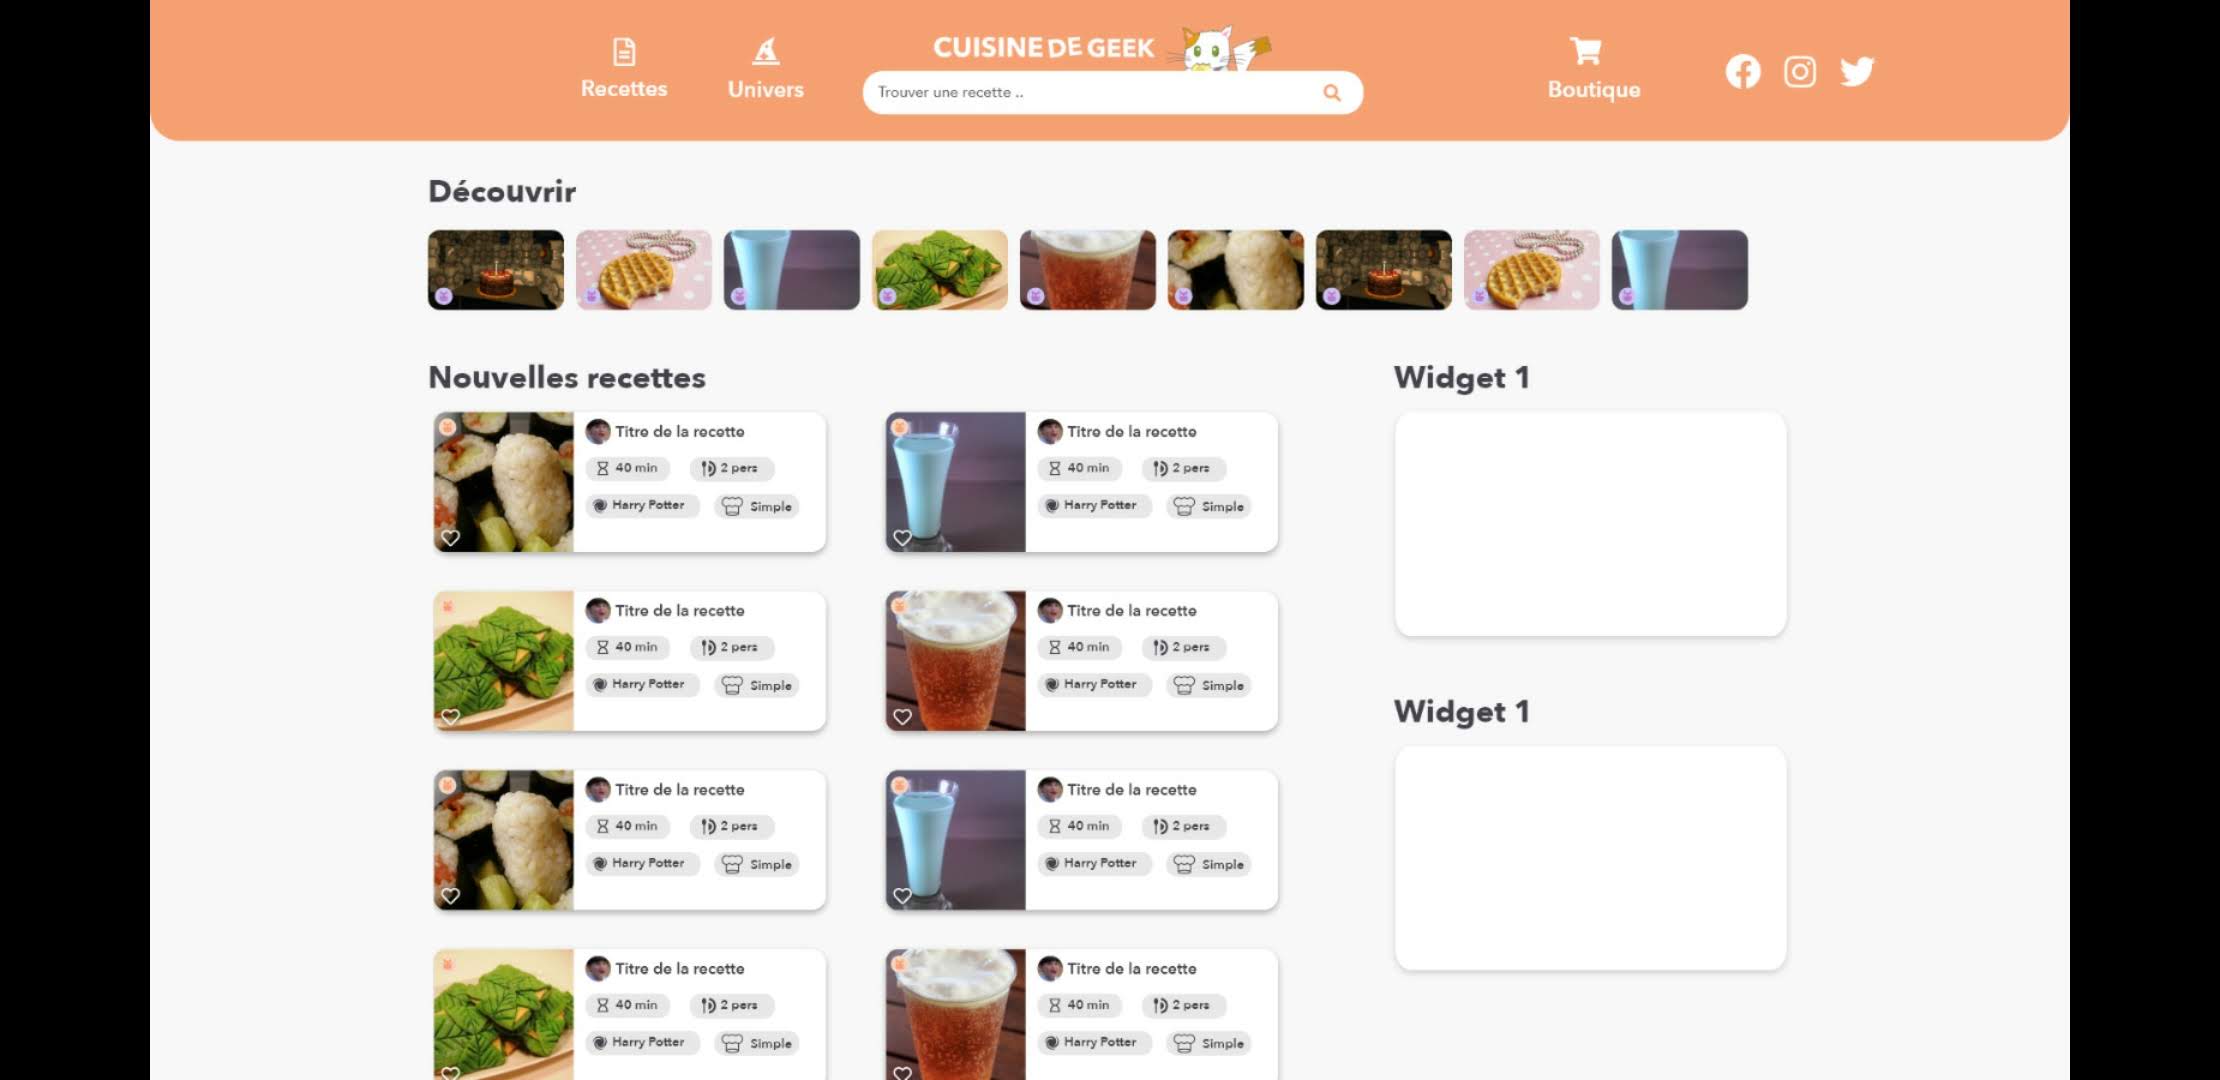 CUISINE DE GEEK
Recettes
Univers
Trouver une recette ..
Boutique
Découvrir
Nouvelles recettes
Titre de la recette
40 min
2 pers
Harry Potter
Simple
Titre de la recette
40 min
2 pers
Harry Potter
Simple
Titre de la recette
40 min
2 pers
Harry Potter
Simple
Titre de la recette
40 min
2 pers
Harry Potter
Simple
Titre de la recette
40 min
2 pers
Harry Potter
Simple
Titre de la recette
40 min
2 pers
Harry Potter
Simple
Titre de la recette
40 min
2 pers
Harry Potter
Simple
Titre de la recette
40 min
2 pers
Harry Potter
Simple
Widget 1
Widget 1